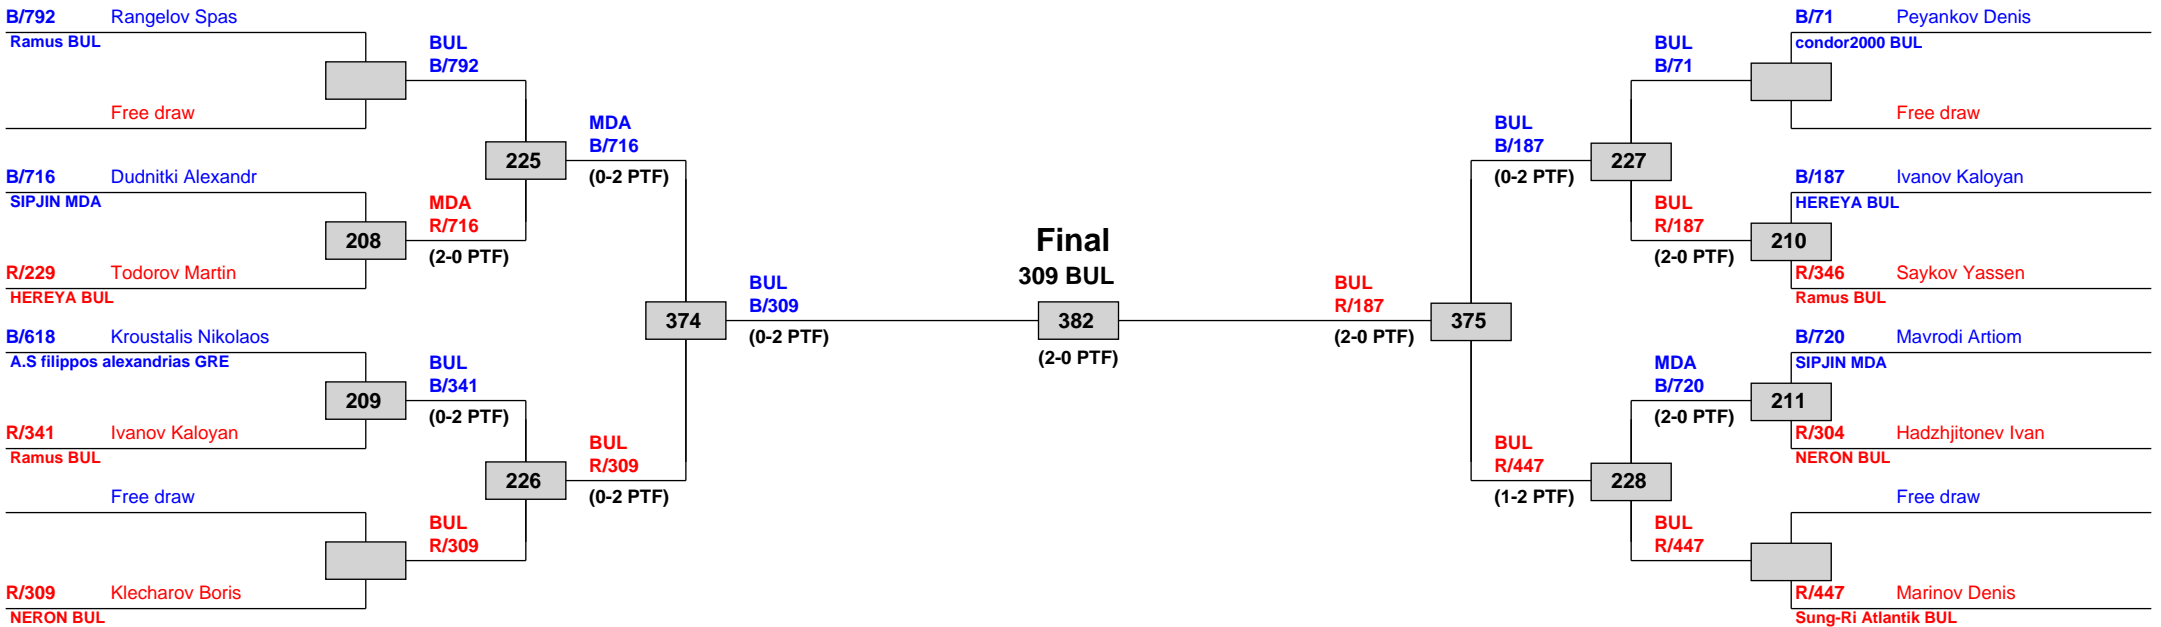 B/792 Rangelov Spas
Ramus BUL
Free draw
B/716 Dudnitki Alexandr
SIPJIN MDA
R/229 Todorov Martin
HEREYA BUL
B/618 Kroustalis Nikolaos
A.S filippos alexandrias GRE
R/341 Ivanov Kaloyan
Ramus BUL
Free draw
R/309 Klecharov Boris
NERON BUL
BUL
B/792
208
MDA
R/716
(2-0 PTF)
209
BUL
B/341
(0-2 PTF)
BUL
R/309
225
MDA
B/716
(0-2 PTF)
226
BUL
R/309
(0-2 PTF)
374
BUL
B/309
(0-2 PTF)
Final
309 BUL
382
(2-0 PTF)
BUL
R/187
(2-0 PTF)
375
BUL
B/187
(0-2 PTF)
227
BUL
R/447
(1-2 PTF)
228
BUL
B/71
BUL
R/187
(2-0 PTF)
210
MDA
B/720
(2-0 PTF)
211
BUL
R/447
B/71 Peyankov Denis
condor2000 BUL
Free draw
B/187 Ivanov Kaloyan
HEREYA BUL
R/346 Saykov Yassen
Ramus BUL
B/720 Mavrodi Artiom
SIPJIN MDA
R/304 Hadzhjitonev Ivan
NERON BUL
Free draw
R/447 Marinov Denis
Sung-Ri Atlantik BUL